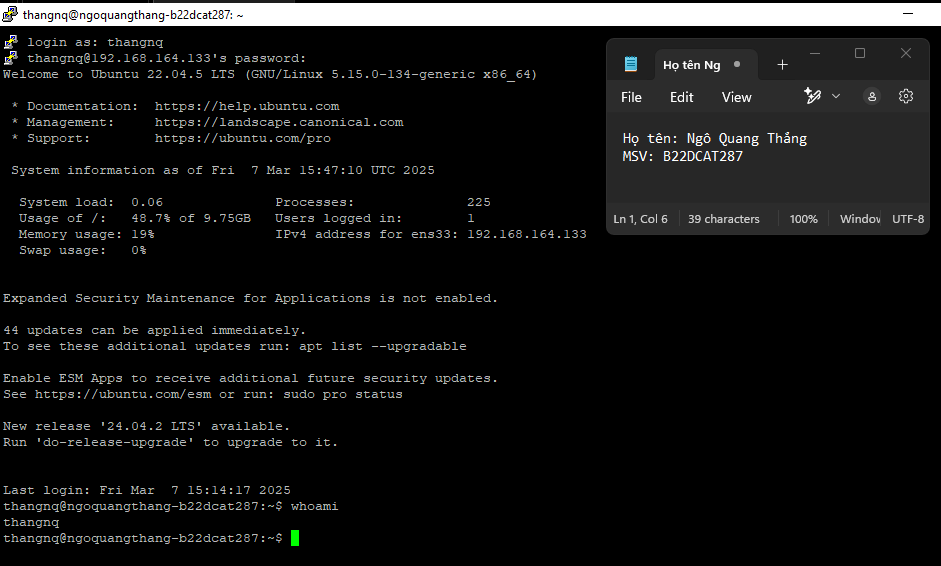 thangnq@ngoquangthang-b22dcat287: ~
login as: thangnq
thangnq@192.168.164.133's password:
Welcome to Ubuntu 22.04.5 LTS (GNU/Linux 5.15.0-134-generic x86_64)
* Documentation:  https://help.ubuntu.com
* Management:     https://landscape.canonical.com
* Support:        https://ubuntu.com/pro
System information as of Fri  7 Mar 15:47:10 UTC 2025
System load:  0.06              Processes:              225
Usage of /:   48.7% of 9.75GB   Users logged in:        1
Memory usage: 19%               IPv4 address for ens33: 192.168.164.133
Swap usage:   0%
Expanded Security Maintenance for Applications is not enabled.
44 updates can be applied immediately.
To see these additional updates run: apt list --upgradable
Enable ESM Apps to receive additional future security updates.
See https://ubuntu.com/esm or run: sudo pro status
New release '24.04.2 LTS' available.
Run 'do-release-upgrade' to upgrade to it.
Last login: Fri Mar  7 15:14:17 2025
thangnq@ngoquangthang-b22dcat287:~$ whoami
thangnq
thangnq@ngoquangthang-b22dcat287:~$
Họ tên Ng
File Edit View
Họ tên: Ngô Quang Thắng
MSV: B22DCAT287
Ln 1, Col 6 39 characters 100% Window UTF-8